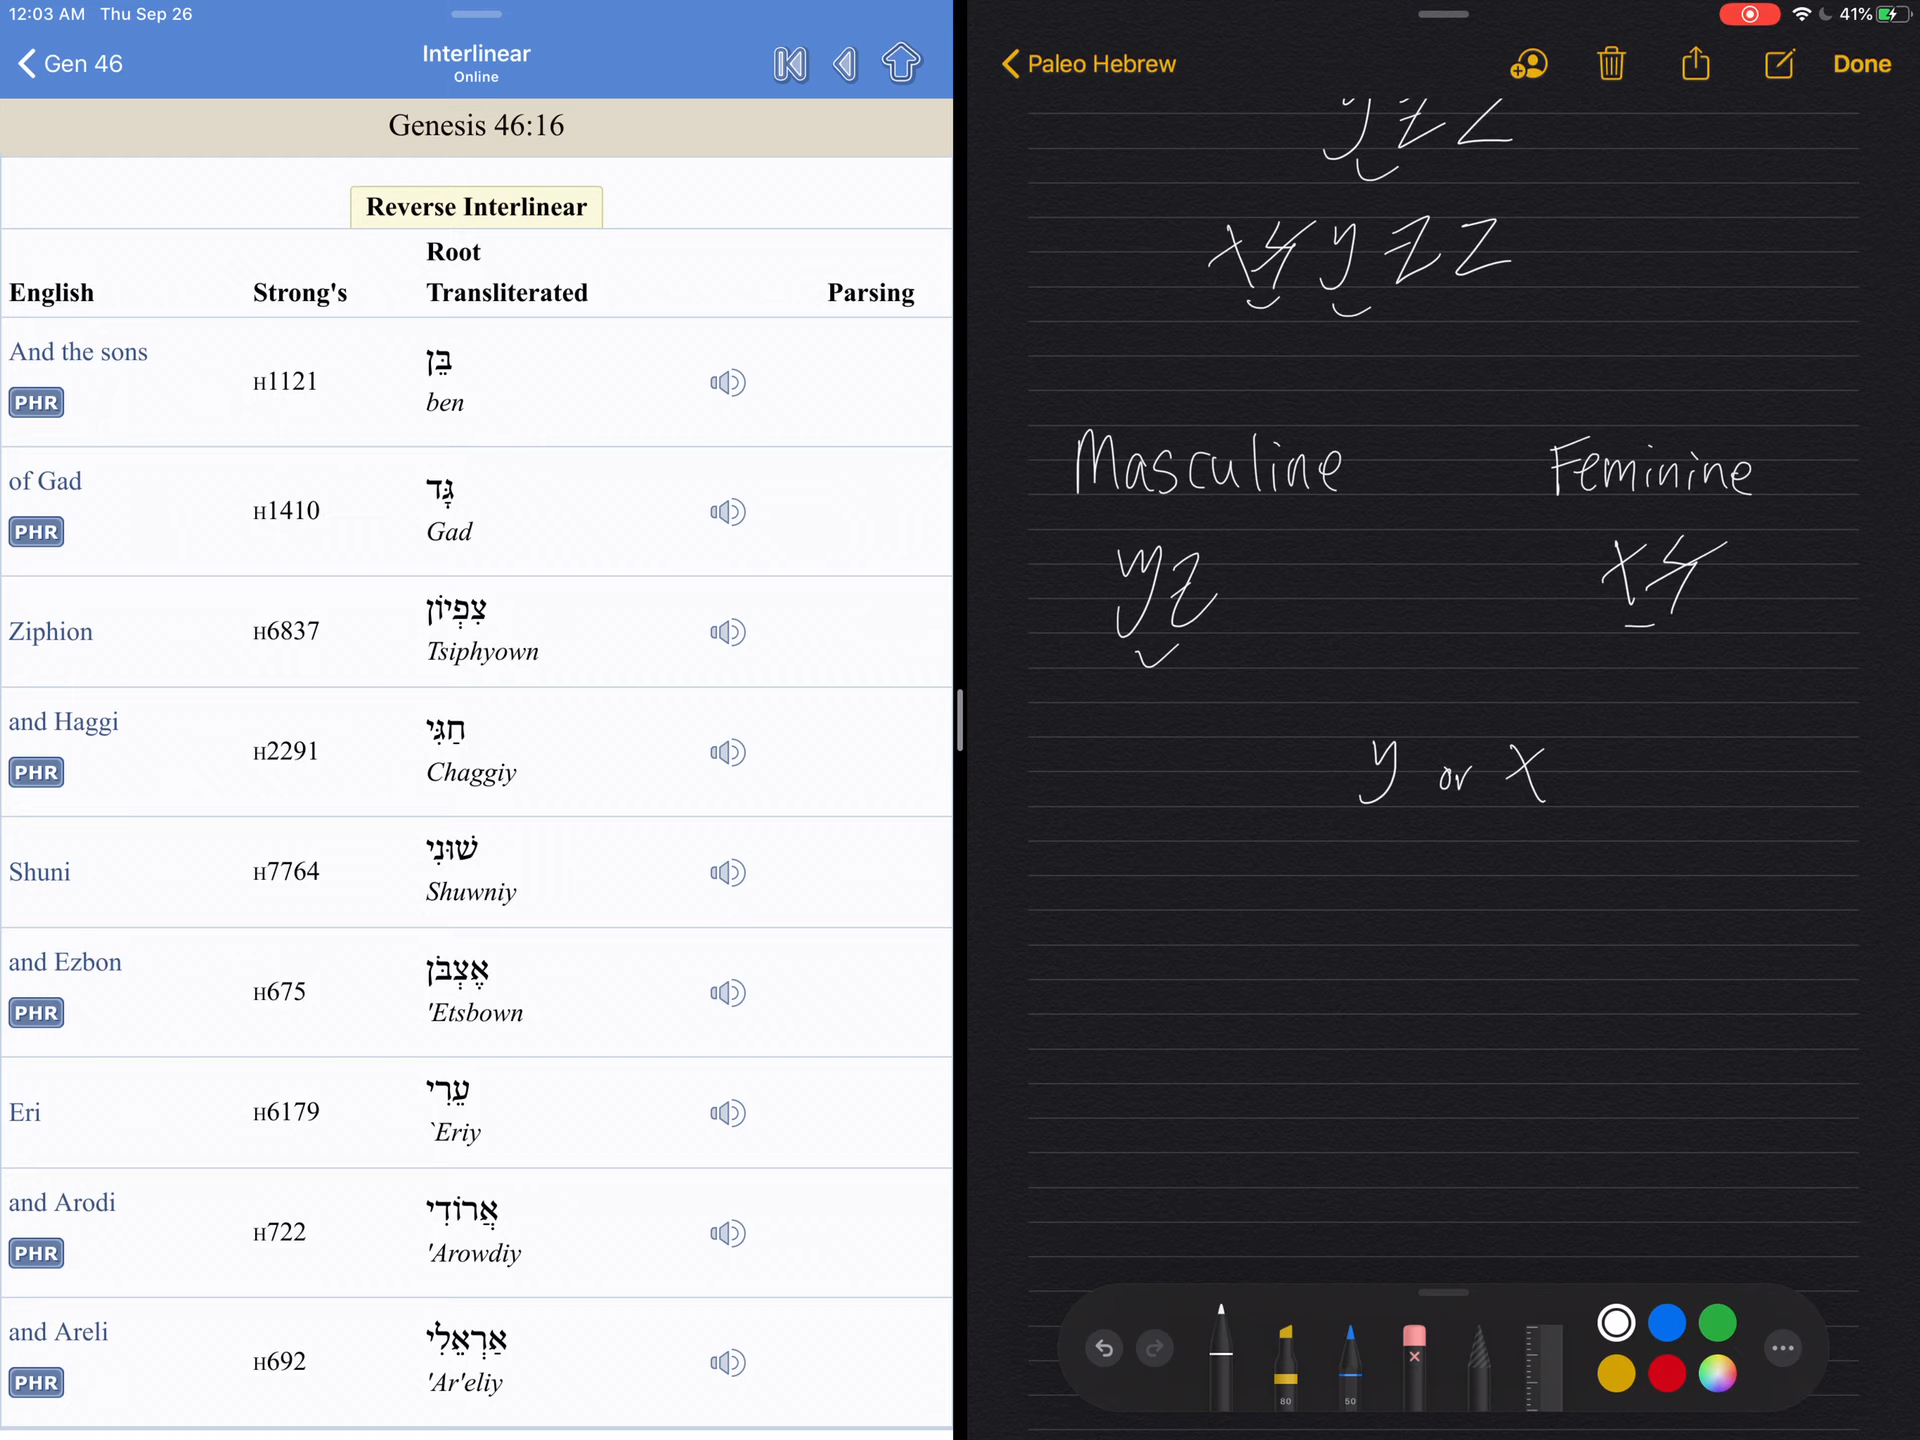 12:03 AM Thu Sep 26
Gen 46
Interlinear
Online
Genesis 46:16
Reverse Interlinear
English Strong's Root Transliterated Parsing
And the sons PHR H1121 בֵּן ben
of Gad PHR H1410 גָּד Gad
Ziphion H6837 צִפְיוֹן Tsiphyown
and Haggi PHR H2291 חַגִּי Chaggiy
Shuni H7764 שׁוּנִי Shuwniy
and Ezbon PHR H675 אֶצְבֹּן 'Etsbown
Eri H6179 עֵרִי `Eriy
and Arodi PHR H722 אֲרוֹדִי 'Arowdiy
and Areli PHR H692 אַרְאֵלִי 'Ar'eliy
41%
Paleo Hebrew
Done
Masculine Feminine
𐤌𐤉 𐤕𐤅
y or X
80
50